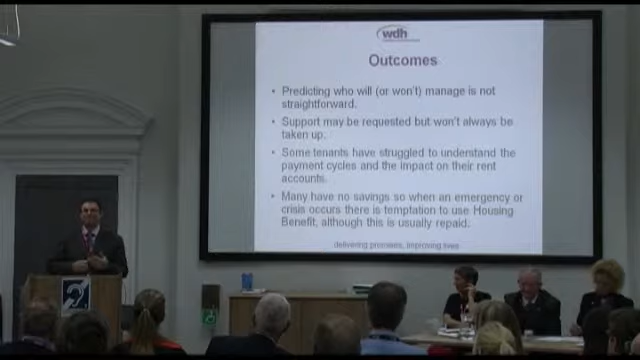 wdh
Outcomes
• Predicting who will (or won't) manage is not
straightforward.
• Support may be requested but won't always be
taken up.
• Some tenants have struggled to understand the
payment cycles and the impact on their rent
accounts.
• Many have no savings so when an emergency or
crisis occurs there is temptation to use Housing
Benefit, although this is usually repaid.
delivering promises, improving lives